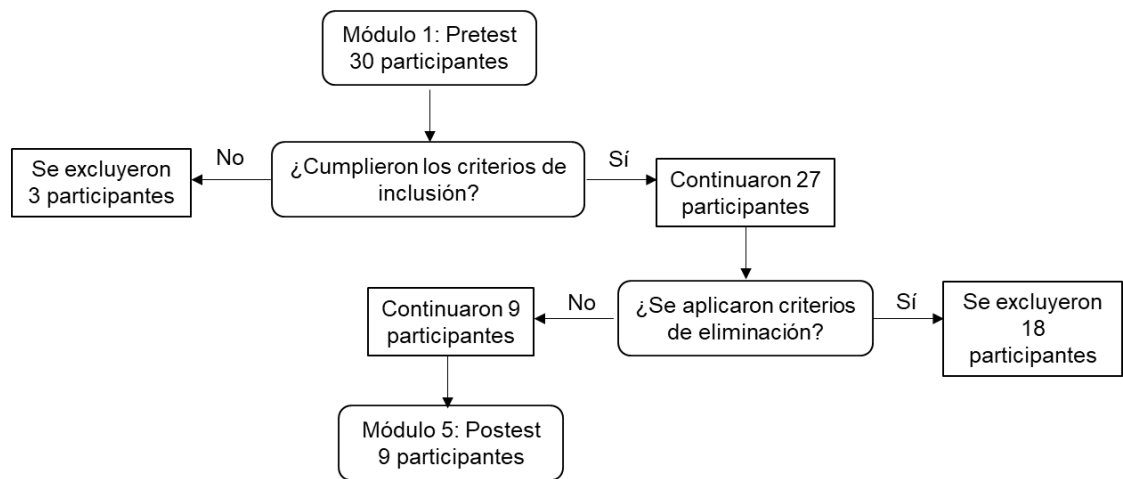 Módulo 1: Pretest
30 participantes
¿Cumplieron los criterios de
inclusión?
No
Sí
Se excluyeron
3 participantes
Continuaron 27
participantes
¿Se aplicaron criterios
de eliminación?
No
Sí
Continuaron 9
participantes
Se excluyeron
18
participantes
Módulo 5: Postest
9 participantes